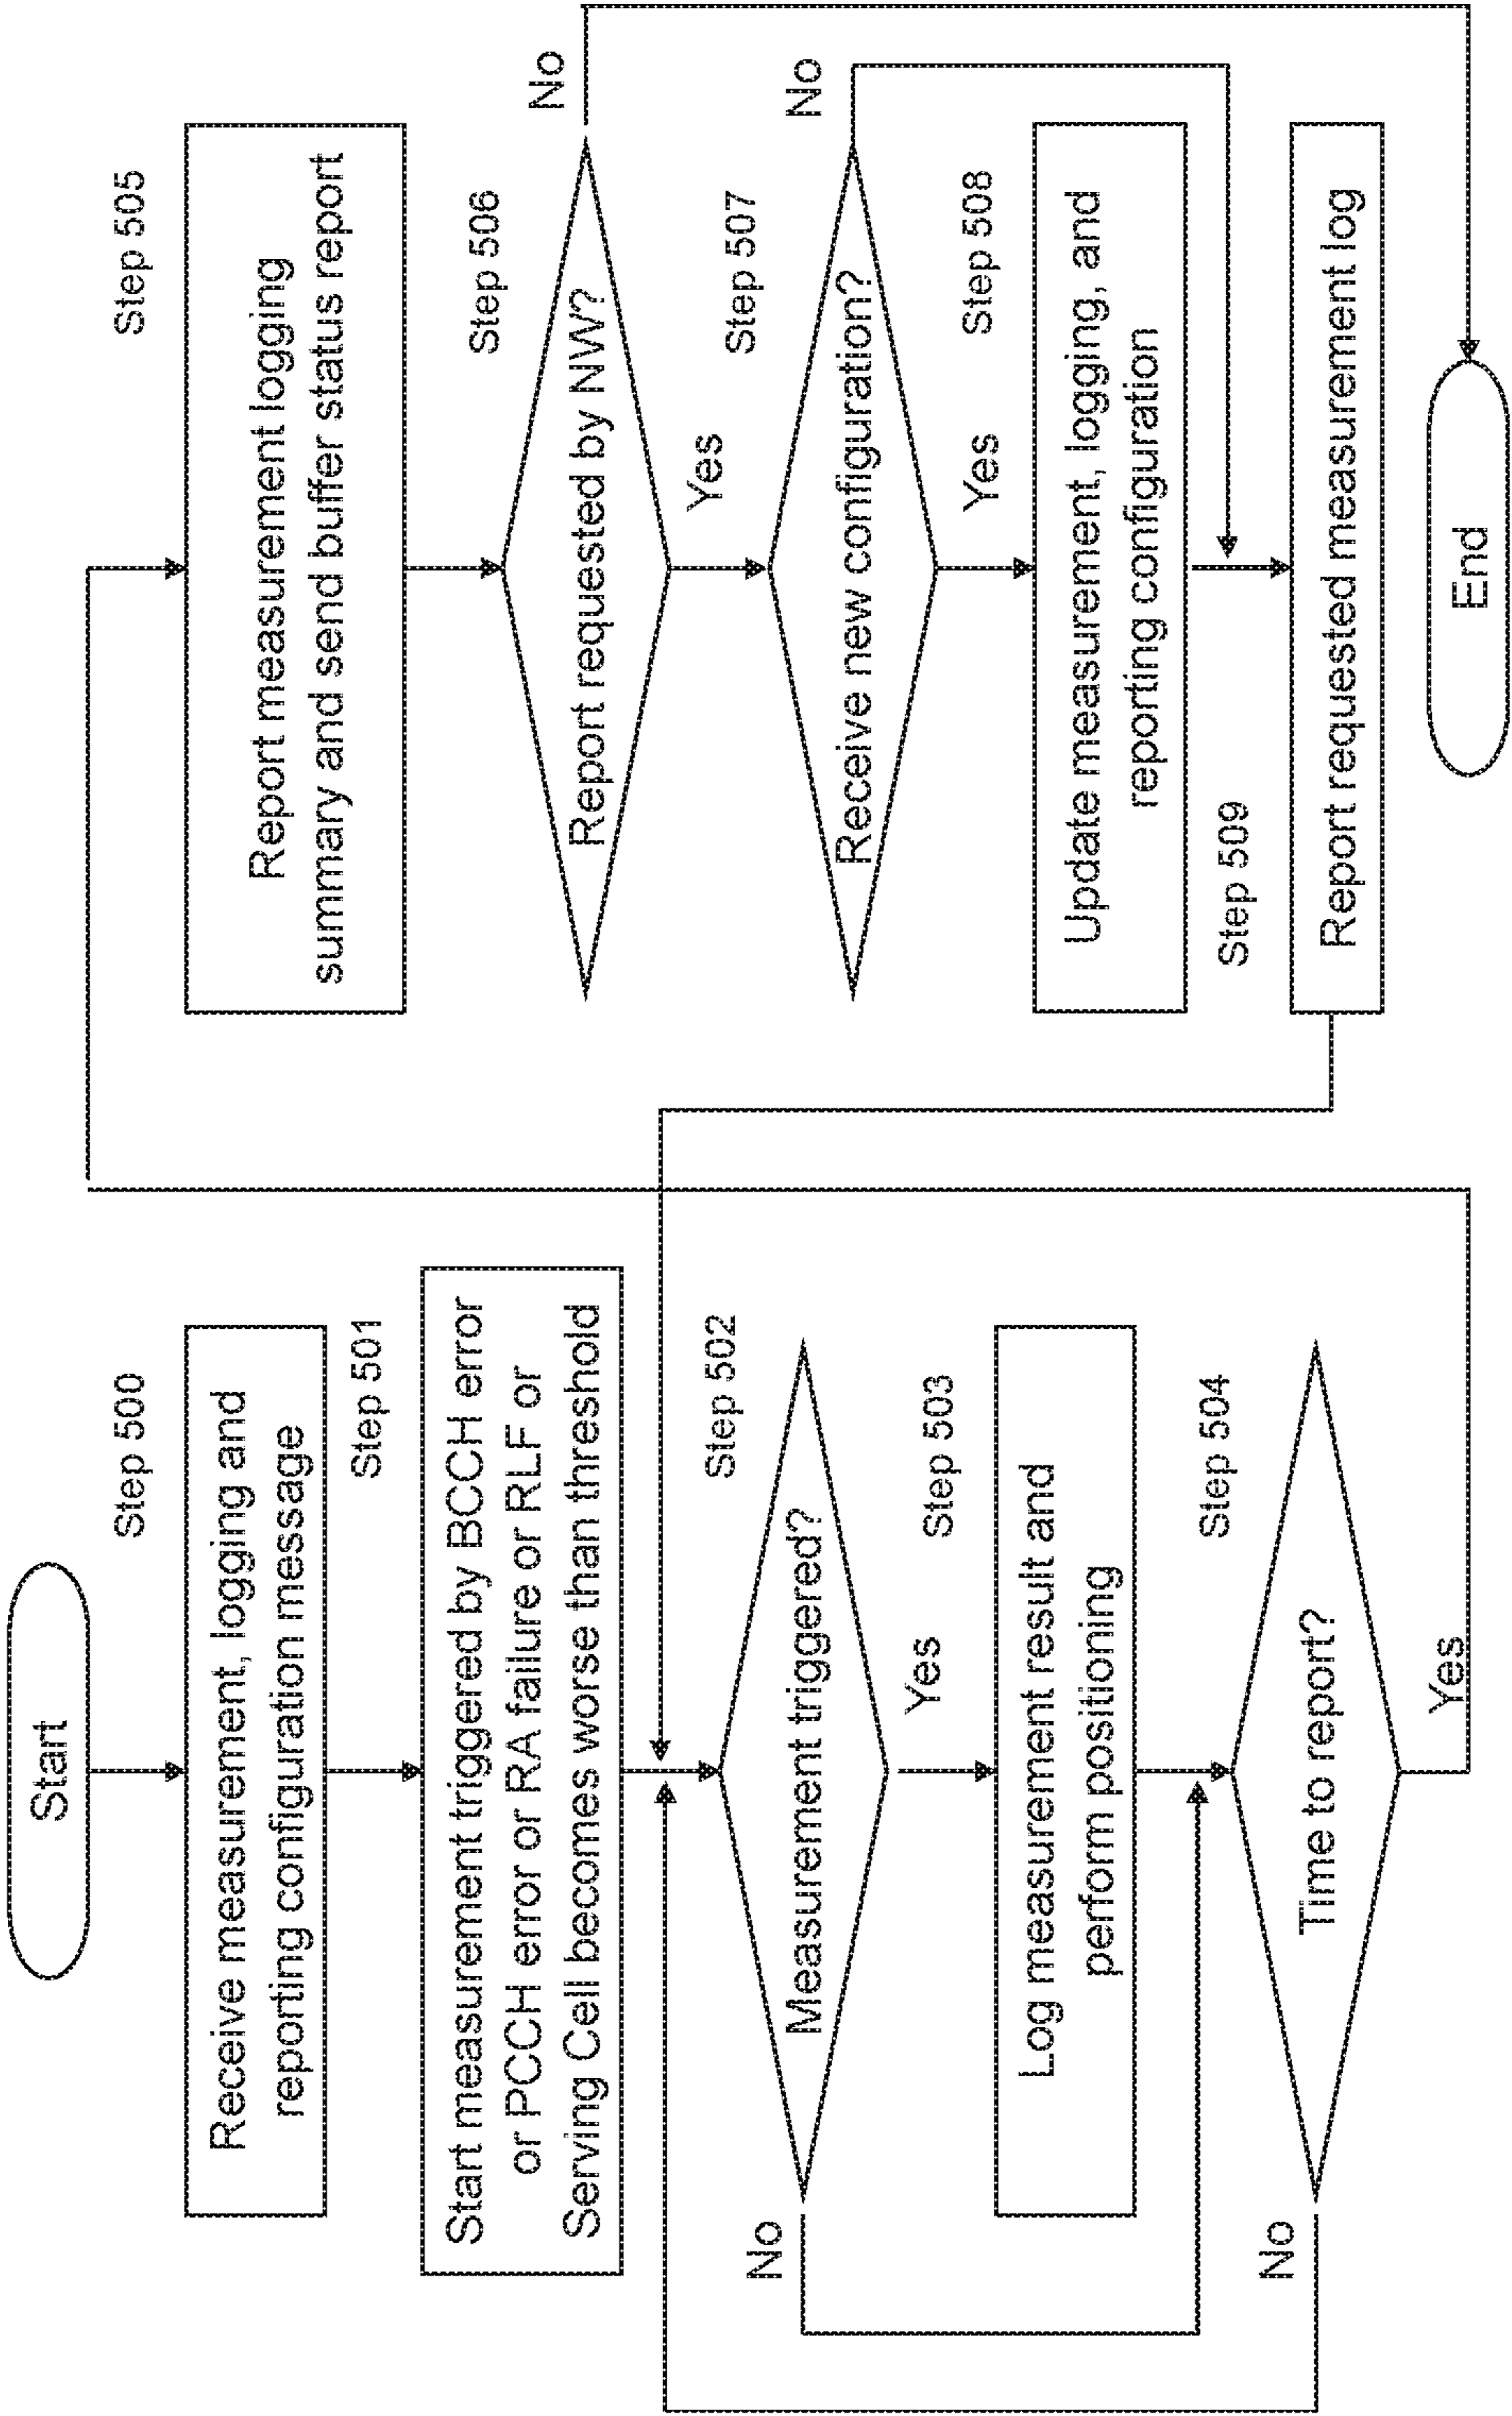 Start
Step 500
Receive measurement, logging and
reporting configuration message
Step 501
Start measurement triggered by BCCH error
or PCCH error or RA failure or RLF or
Serving Cell becomes worse than threshold
Step 502
Measurement triggered?
No
Yes
Step 503
Log measurement result and
perform positioning
Step 504
Time to report?
No
Yes
Step 505
Report measurement logging
summary and send buffer status report
Step 506
Report requested by NW?
No
Yes
Step 507
Receive new configuration?
No
Yes
Step 508
Update measurement, logging, and
reporting configuration
Step 509
Report requested measurement log
End